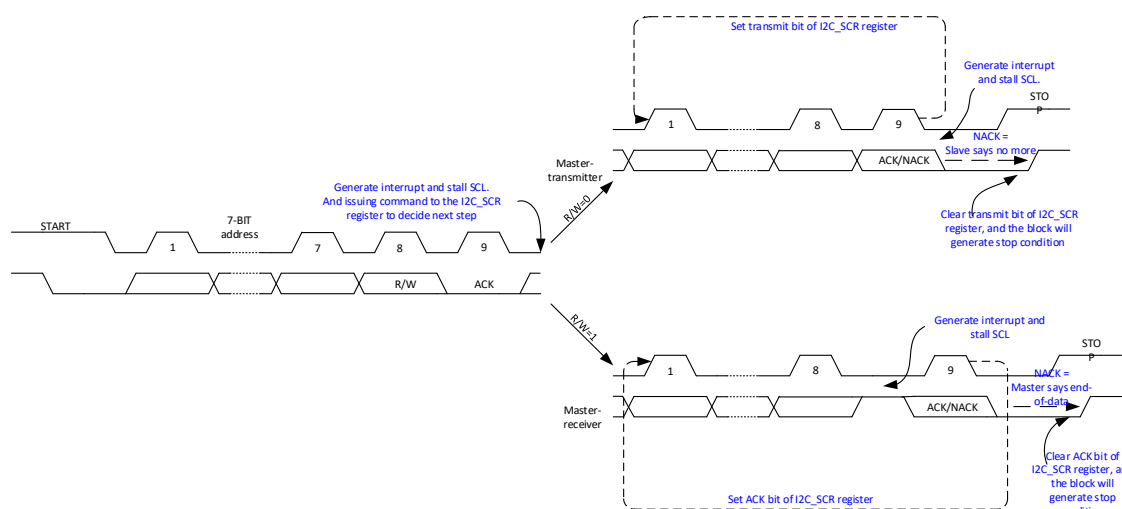 Set transmit bit of I2C_SCR register
Generate interrupt
and stall SCL.
STO
P
1
8
9
NACK =
Slave says no more
Master-
transmitter
ACK/NACK
R/W=0
Clear transmit bit of I2C_SCR
register, and the block will
generate stop condition
Generate interrupt and stall SCL.
And issuing command to the I2C_SCR
register to decide next step
START
7-BIT
address
1
7
8
9
R/W
ACK
R/W=1
Generate interrupt and
stall SCL
STO
P
1
8
9
NACK =
Master says end-
of-data
Master-
receiver
ACK/NACK
Clear ACK bit of
I2C_SCR register, an
the block will
generate stop
Set ACK bit of I2C_SCR register